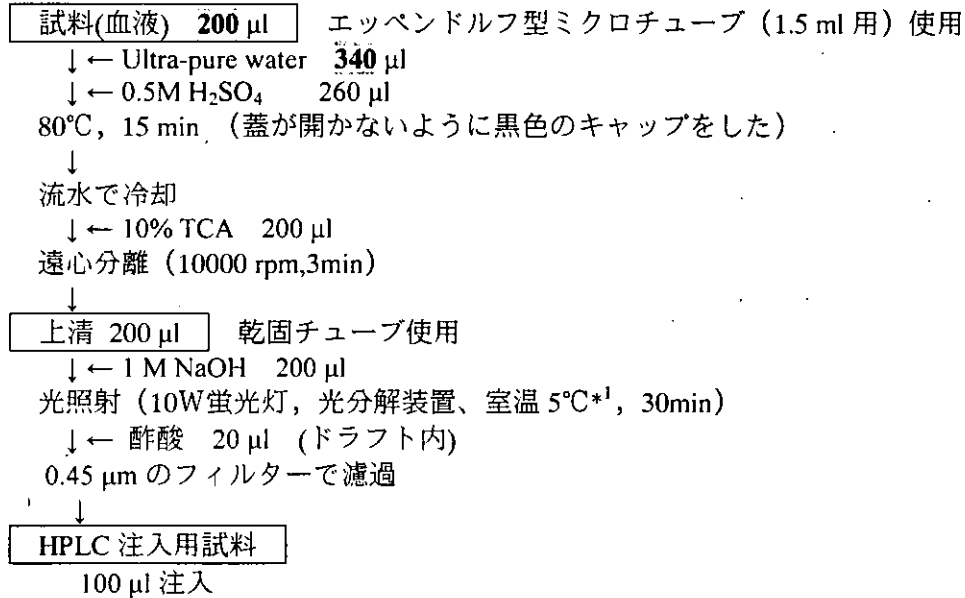 試料(血液) 200 μl エッペンドルフ型ミクロチューブ（1.5 ml 用）使用
↓ ← Ultra-pure water 340 μl
↓ ← 0.5M H₂SO₄ 260 μl
80℃, 15 min （蓋が開かないように黒色のキャップをした）
↓
流水で冷却
↓ ← 10% TCA 200 μl
遠心分離（10000 rpm,3min）
↓
上清 200 μl 乾固チューブ使用
↓ ← 1 M NaOH 200 μl
光照射（10W蛍光灯，光分解装置、室温 5℃*¹, 30min）
↓ ← 酢酸 20 μl (ドラフト内)
0.45 μm のフィルターで濾過
↓
HPLC 注入用試料
100 μl 注入